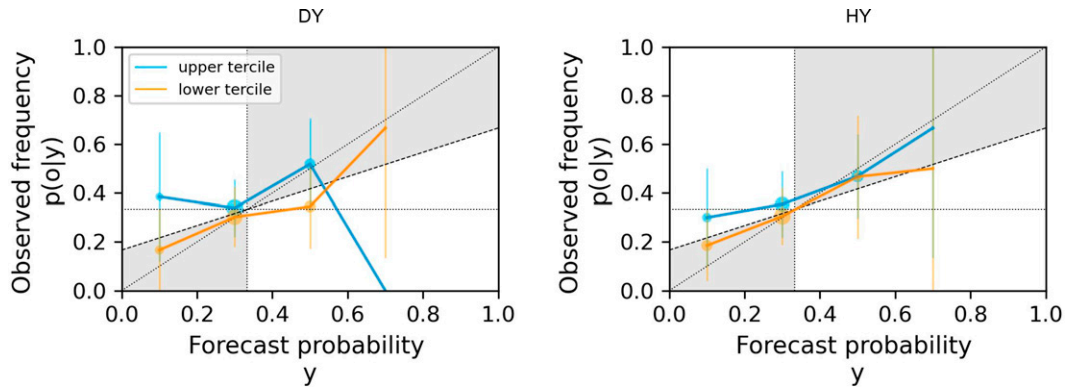 DY
1.0
0.8
0.6
0.4
0.2
0.0
Observed frequency
p(o|y)
upper tercile
lower tercile
0.0 0.2 0.4 0.6 0.8 1.0
Forecast probability
y
HY
1.0
0.8
0.6
0.4
0.2
0.0
Observed frequency
p(o|y)
0.0 0.2 0.4 0.6 0.8 1.0
Forecast probability
y